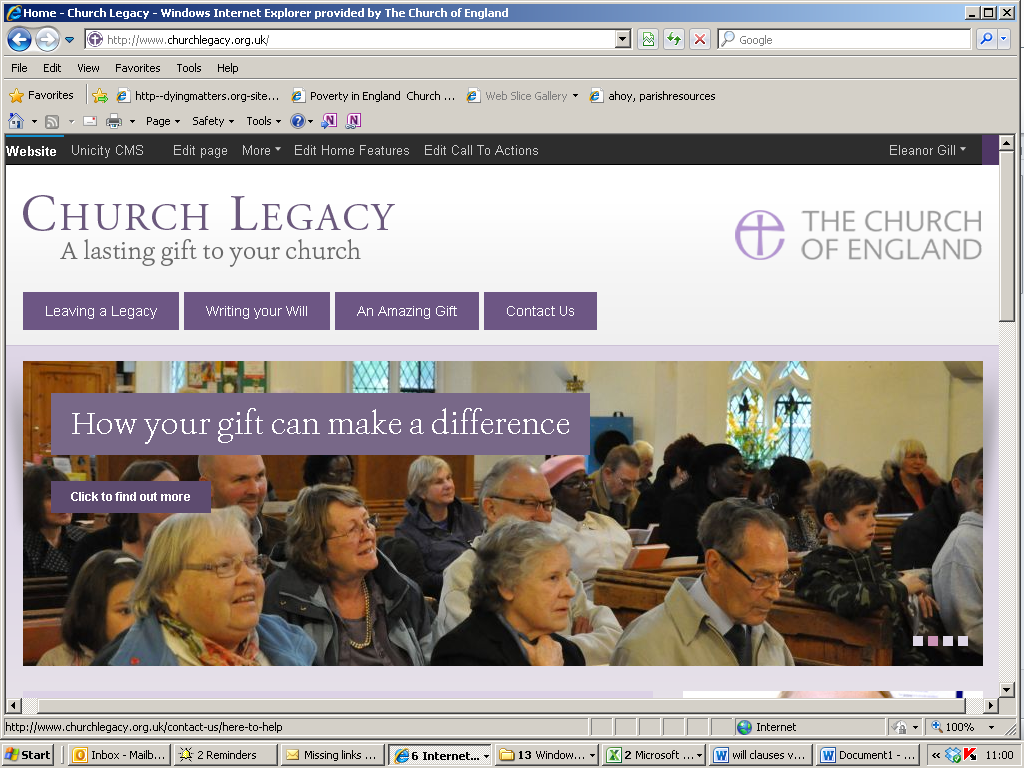 Home - Church Legacy - Windows Internet Explorer provided by The Church of England
http://www.churchlegacy.org.uk/
Google
File Edit View Favorites Tools Help
Favorites http--dyingmatters.org-site... Poverty in England Church ... Web Slice Gallery ahoy, parishresources
Page Safety Tools
Website Unicity CMS Edit page More Edit Home Features Edit Call To Actions Eleanor Gill
CHURCH LEGACY
A lasting gift to your church
THE CHURCH
OF ENGLAND
Leaving a Legacy Writing your Will An Amazing Gift Contact Us
How your gift can make a difference
Click to find out more
http://www.churchlegacy.org.uk/contact-us/here-to-help Internet 100%
Start Inbox - Mailb... 2 Reminders Missing links ... 6 Internet... 13 Window... 2 Microsoft ... will clauses v... Document1 - ... « 11:00